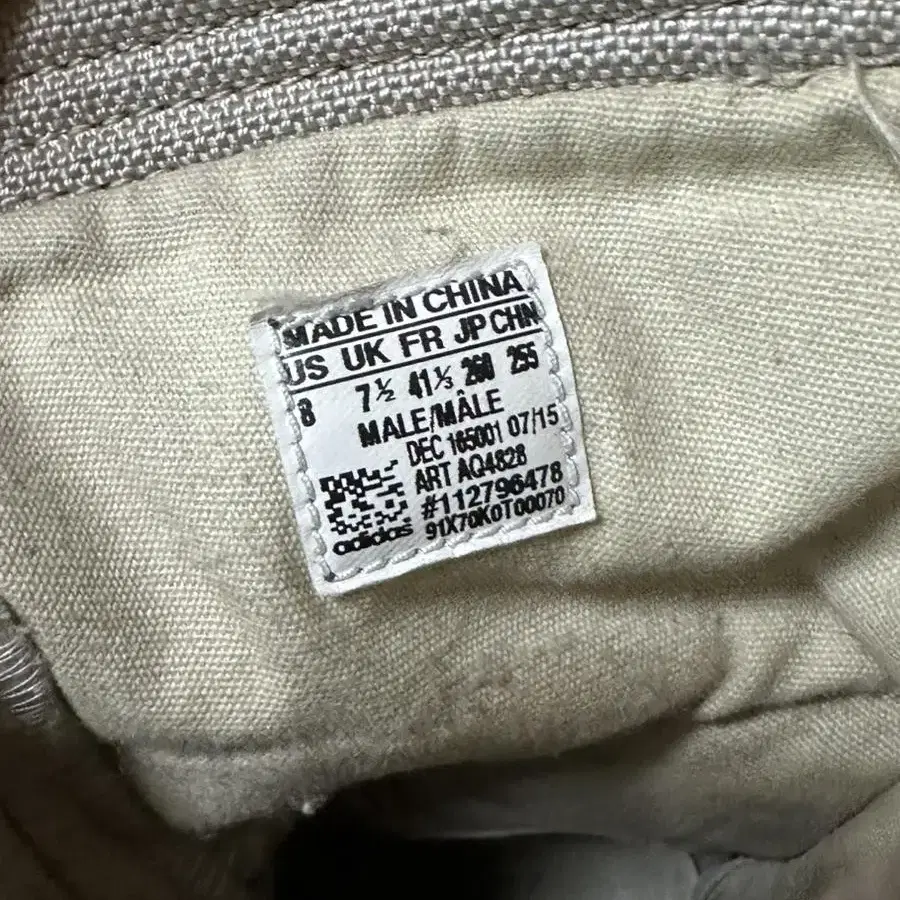 MADE IN CHINA
US UK FR JP CHN
8 7½ 41⅓ 260 255
MALE/MÂLE
DEC 165001 07/15
ART AQ4828
#112796478
adidas 91X70K0T00070